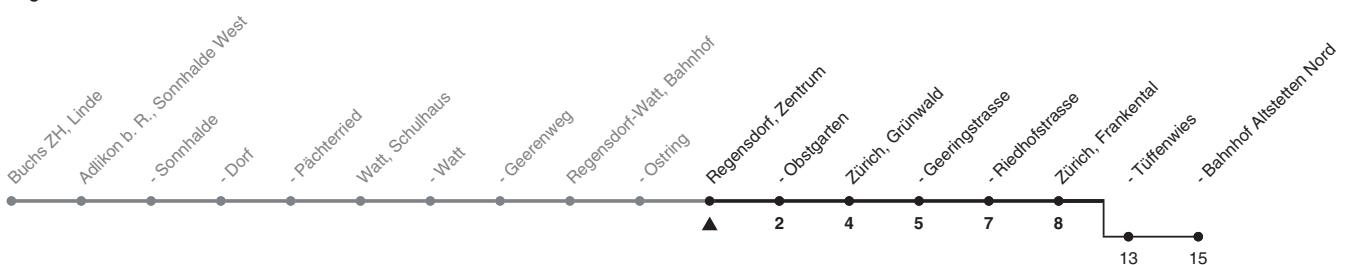 Buchs ZH, Linde
Adlikon b. R., Sonnhalde West
- Sonnhalde
- Dorf
- Pächterried
Watt, Schulhaus
- Watt
- Geerenweg
Regensdorf-Watt, Bahnhof
- Ostring
Regensdorf, Zentrum
- Obstgarten
Zürich, Grünwald
- Geeringstrasse
- Riedhofstrasse
Zürich, Frankental
- Tüffenwies
- Bahnhof Altstetten Nord
2 4 5 7 8
13 15